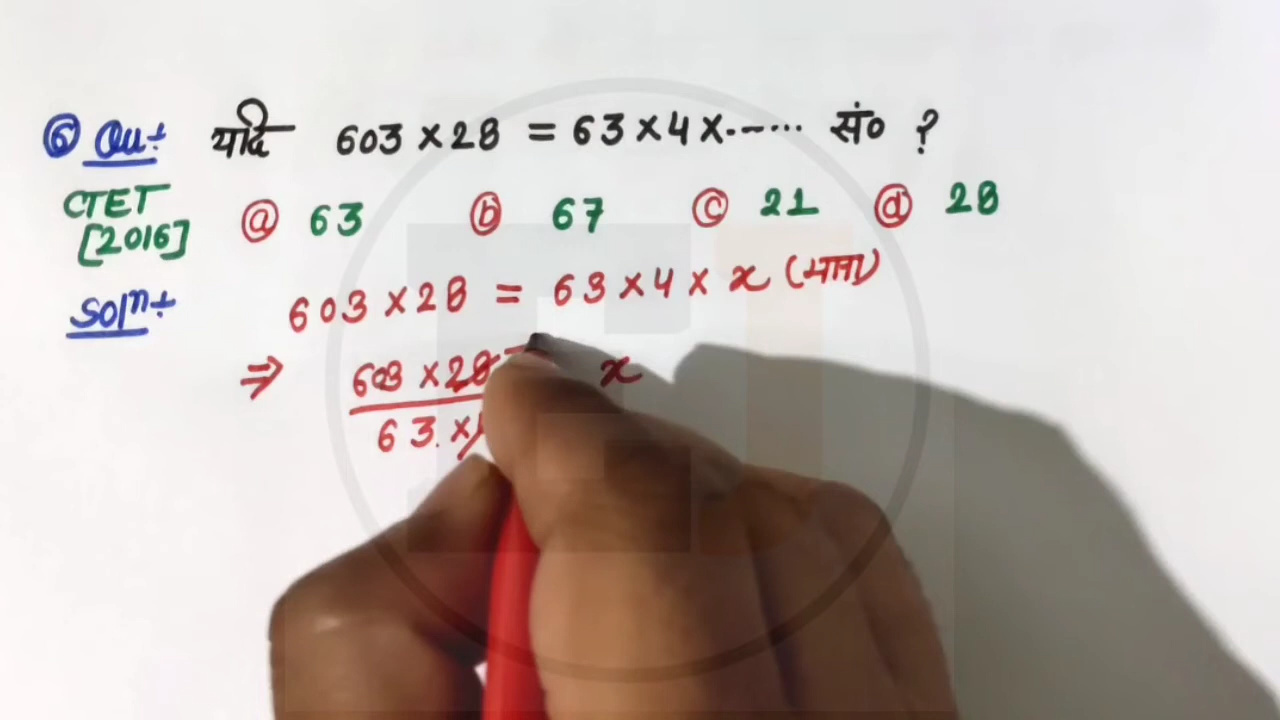 ⑥ Qu÷ यदि 603 × 28 = 63 × 4 × ...... सं० ?
CTET [2016]
ⓐ 63 ⓑ 67 ⓒ 21 ⓓ 28
Solⁿ÷ 603 × 28 = 63 × 4 × x (माना)
⇒ 603 × 28 x
63 ×